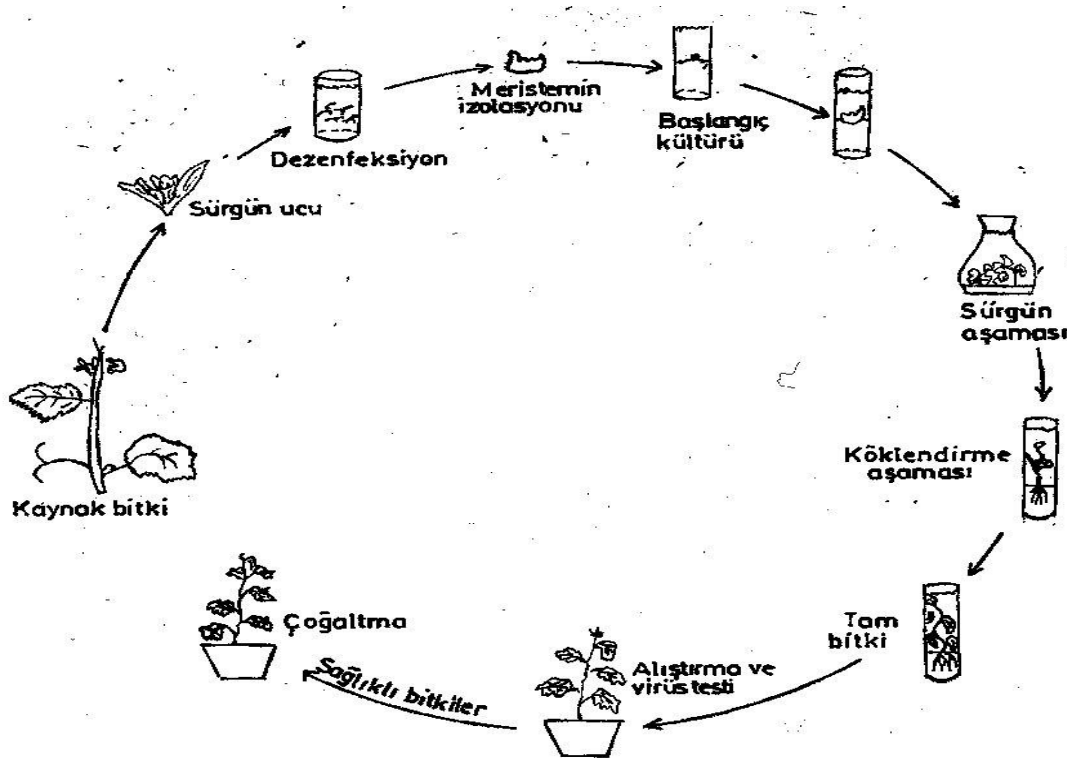 Kaynak bitki
Sürgün ucu
Dezenfeksiyon
Meristemin
izolasyonu
Başlangıç
kültürü
Sürgün
aşaması
Köklendirme
aşaması
Tam
bitki
Alıştırma ve
virüs testi
Sağlıklı bitkiler
Çoğaltma